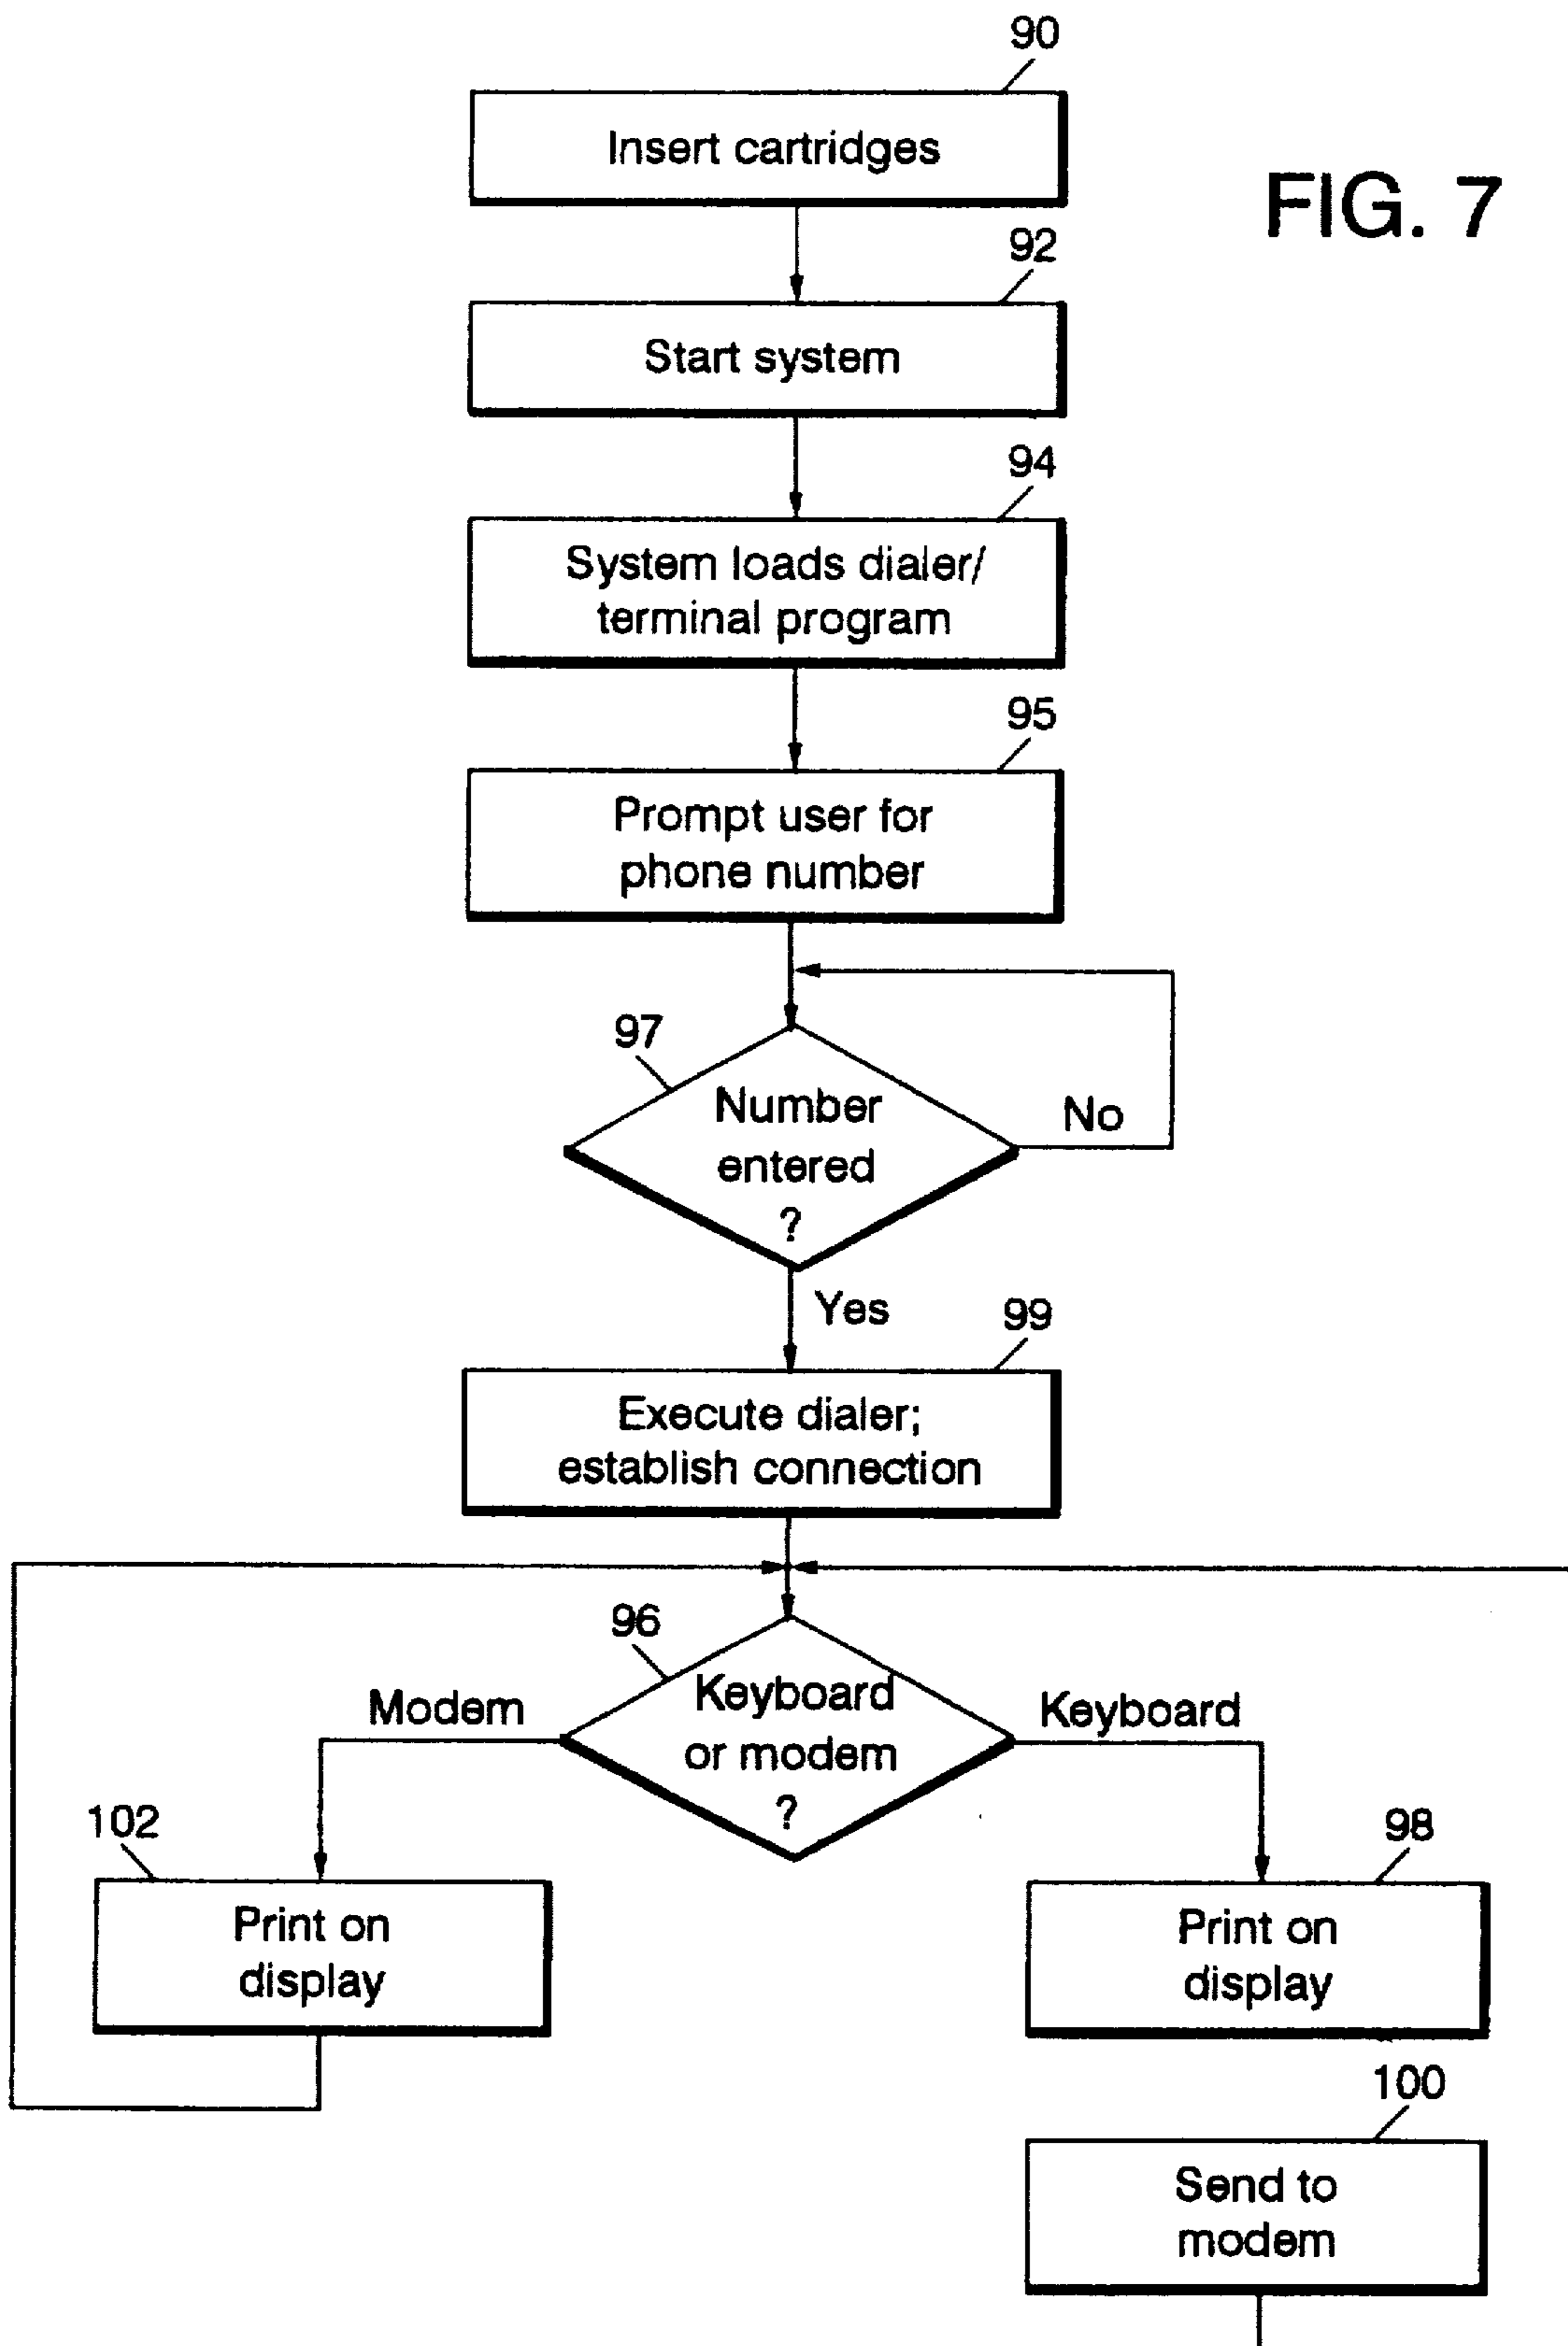 90
Insert cartridges
FIG. 7
92
Start system
94
System loads dialer/
terminal program
95
Prompt user for
phone number
97
Number
entered
?
No
Yes
99
Execute dialer;
establish connection
96
Keyboard
or modem
?
Modem
Keyboard
102
Print on
display
98
Print on
display
100
Send to
modem